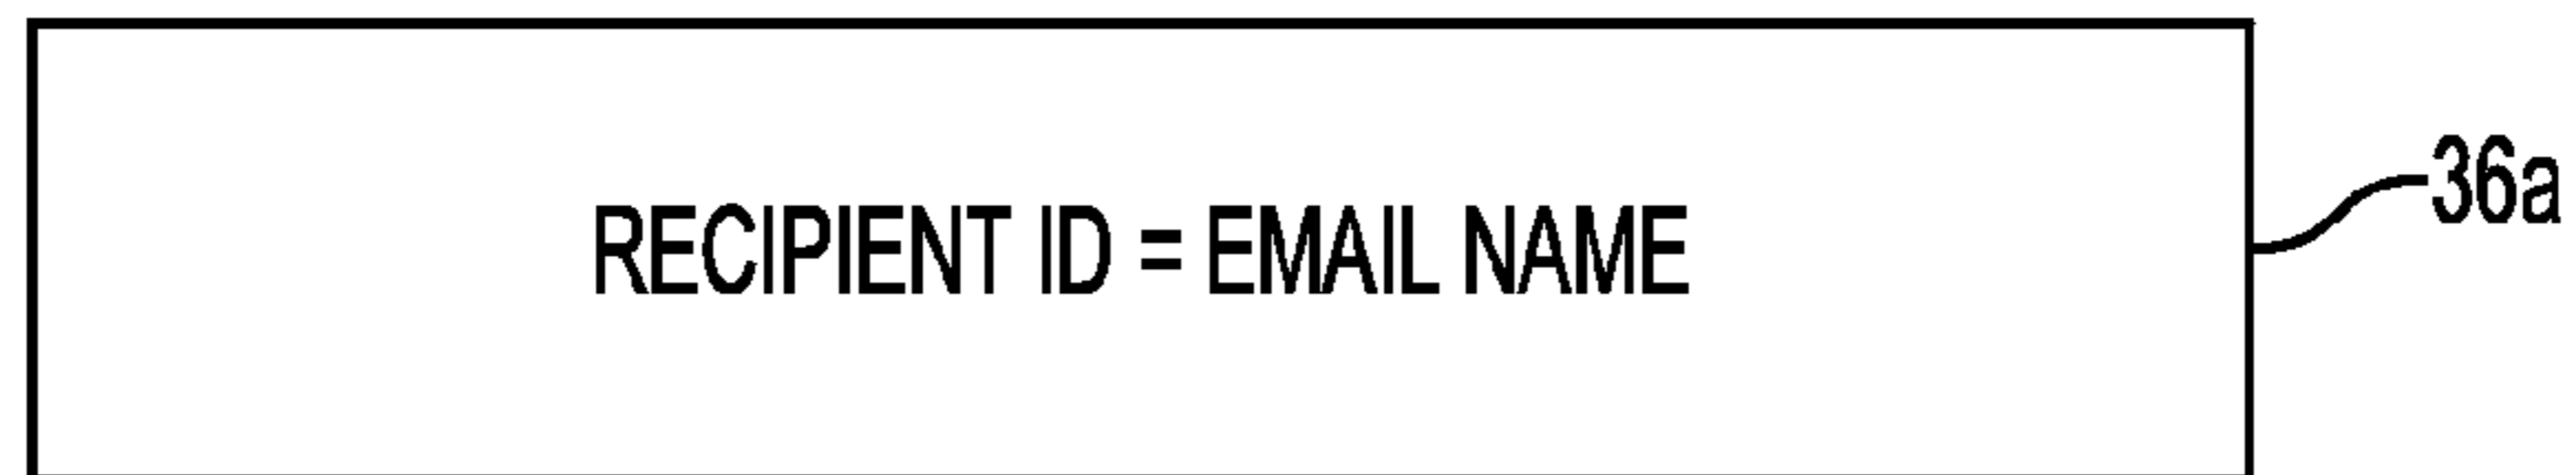 RECIPIENT ID = EMAIL NAME
36a